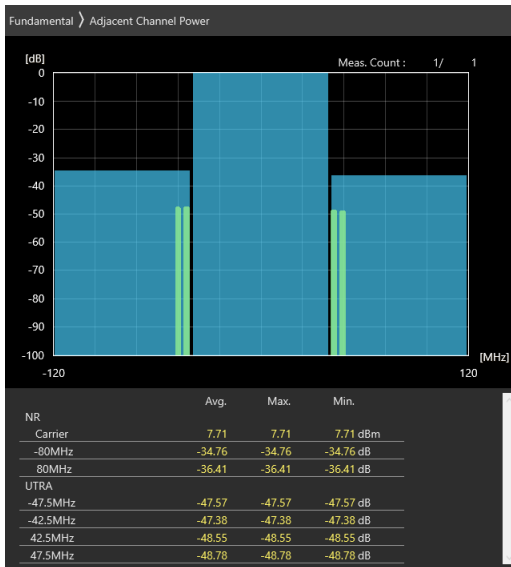 Fundamental 〉 Adjacent Channel Power
[dB]
Meas. Count : 1/ 1
0
-10
-20
-30
-40
-50
-60
-70
-80
-90
-100
[MHz]
-120 120
Avg. Max. Min.
NR
Carrier 7.71 7.71 7.71 dBm
-80MHz -34.76 -34.76 -34.76 dB
80MHz -36.41 -36.41 -36.41 dB
UTRA
-47.5MHz -47.57 -47.57 -47.57 dB
-42.5MHz -47.38 -47.38 -47.38 dB
42.5MHz -48.55 -48.55 -48.55 dB
47.5MHz -48.78 -48.78 -48.78 dB